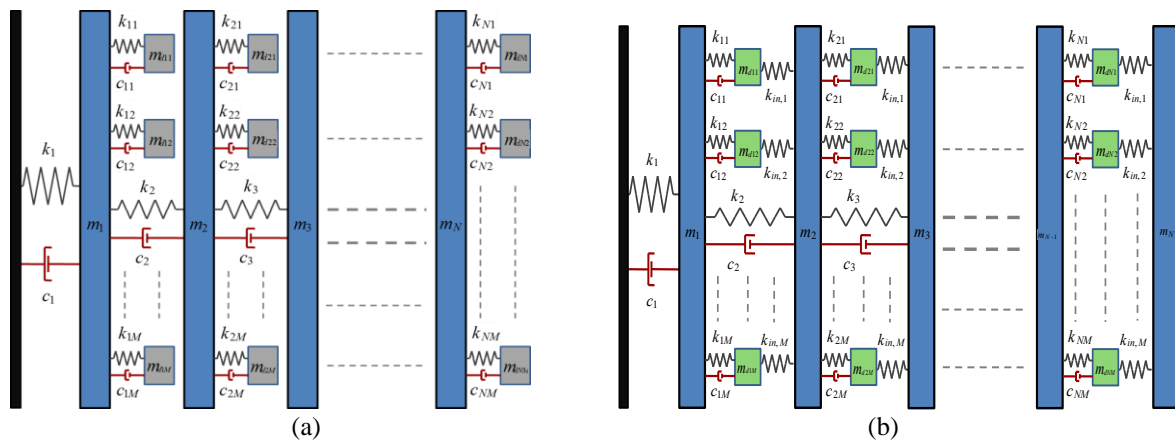 k11 k21 kN1
md11 md21 mdN1
c11 c21 cN1
k12 k22 kN2
md12 md22 mdN2
c12 c22 cN2
k1
k2 k3
m1 m2 m3 mN
c2 c3
c1
k1M k2M kNM
md1M md2M mdNM
c1M c2M cNM
(a)
k11 k21 kN1
md11 md21 mdN1
c11 kin,1 c21 kin,1 cN1 kin,1
k12 k22 kN2
md12 md22 mdN2
c12 kin,2 c22 kin,2 cN2 kin,2
k1
k2 k3
m1 m2 m3 mN-1 mN
c2 c3
c1
k1M kin,M k2M kin,M kNM kin,M
md1M md2M mdNM
c1M c2M cNM
(b)